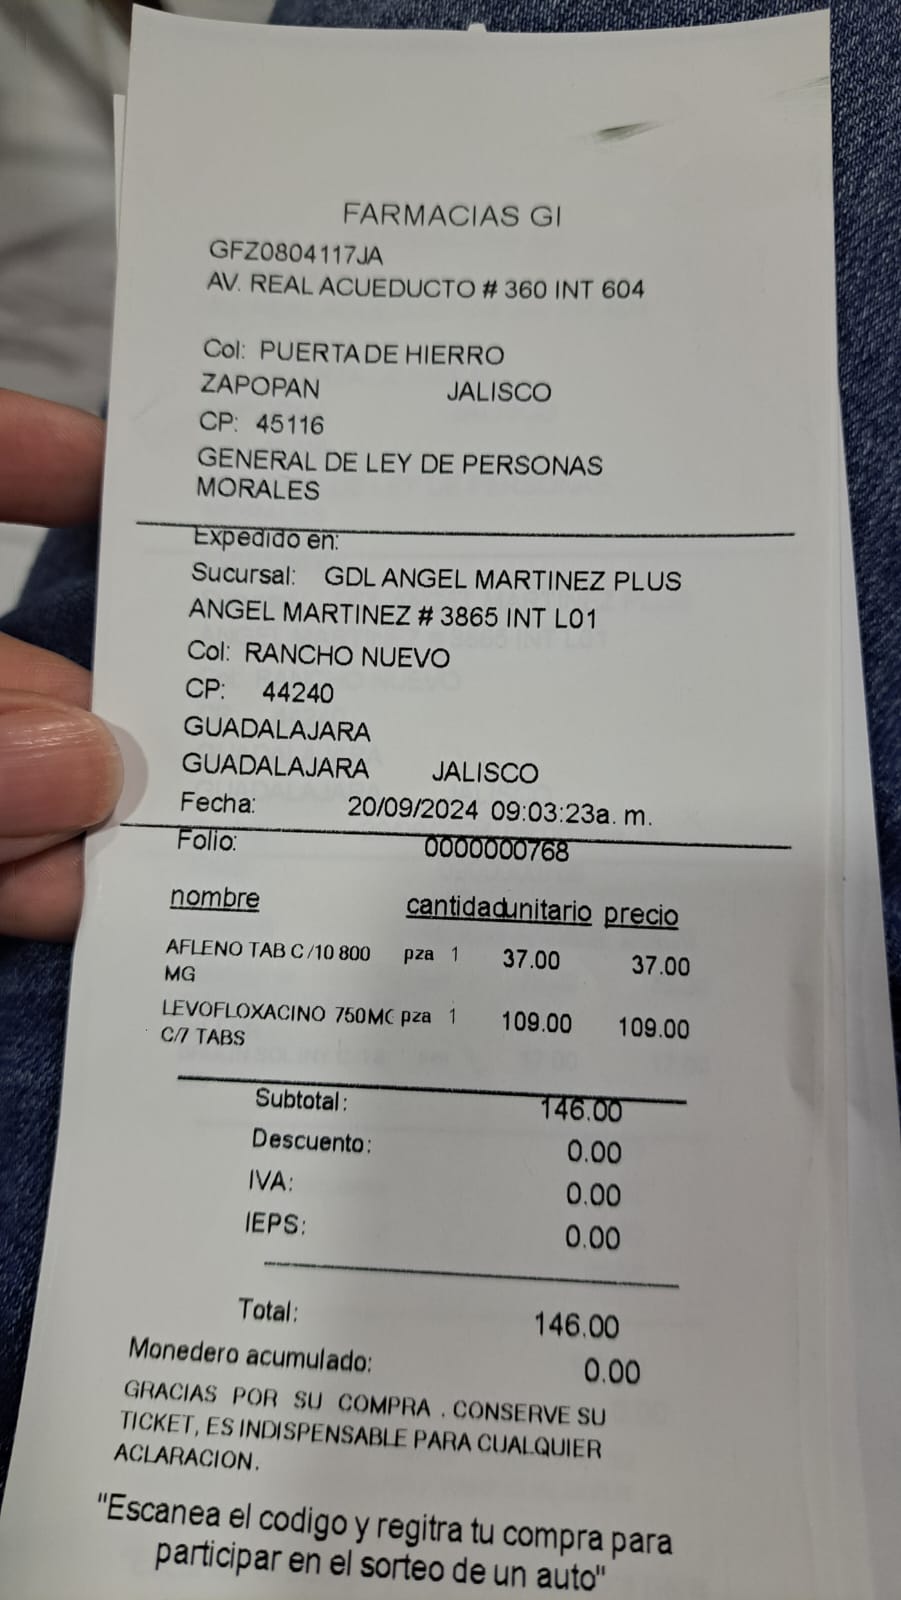 FARMACIAS GI
GFZ0804117JA
AV. REAL ACUEDUCTO # 360 INT 604
Col: PUERTA DE HIERRO
ZAPOPAN JALISCO
CP: 45116
GENERAL DE LEY DE PERSONAS
MORALES
Expedido en:
Sucursal: GDL ANGEL MARTINEZ PLUS
ANGEL MARTINEZ # 3865 INT L01
Col: RANCHO NUEVO
CP: 44240
GUADALAJARA
GUADALAJARA JALISCO
Fecha: 20/09/2024 09:03:23a. m.
Folio: 0000000768
nombre cantidad unitario precio
AFLENO TAB C/10 800 pza 1 37.00 37.00
MG
LEVOFLOXACINO 750MG pza 1 109.00 109.00
C/7 TABS
Subtotal: 146.00
Descuento: 0.00
IVA: 0.00
IEPS: 0.00
Total: 146.00
Monedero acumulado: 0.00
GRACIAS POR SU COMPRA . CONSERVE SU
TICKET, ES INDISPENSABLE PARA CUALQUIER
ACLARACION.
"Escanea el codigo y regitra tu compra para
participar en el sorteo de un auto"